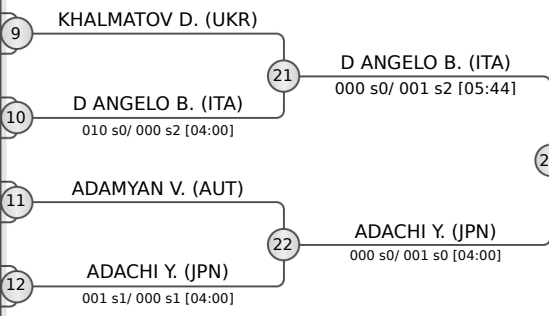 KHALMATOV D. (UKR)
9
D ANGELO B. (ITA)
21
000 s0/ 001 s2 [05:44]
D ANGELO B. (ITA)
10
010 s0/ 000 s2 [04:00]
ADAMYAN V. (AUT)
11
ADACHI Y. (JPN)
22
000 s0/ 001 s0 [04:00]
ADACHI Y. (JPN)
12
001 s1/ 000 s1 [04:00]